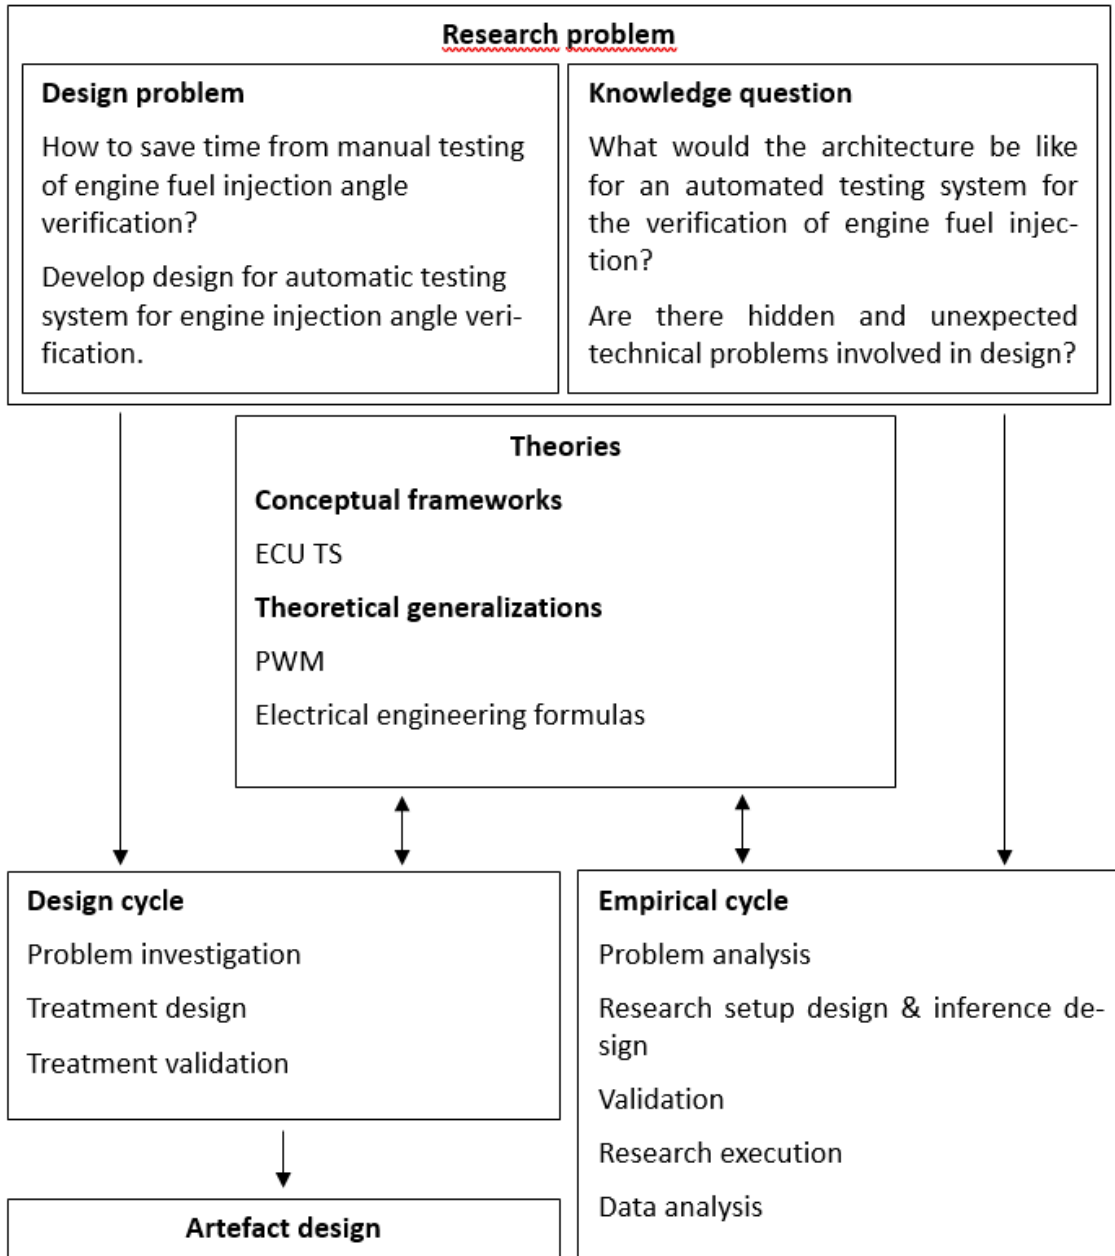 Research problem
Design problem
How to save time from manual testing
of engine fuel injection angle
verification?
Develop design for automatic testing
system for engine injection angle veri-
fication.
Knowledge question
What would the architecture be like
for an automated testing system for
the verification of engine fuel injec-
tion?
Are there hidden and unexpected
technical problems involved in design?
Theories
Conceptual frameworks
ECU TS
Theoretical generalizations
PWM
Electrical engineering formulas
Design cycle
Problem investigation
Treatment design
Treatment validation
Empirical cycle
Problem analysis
Research setup design & inference de-
sign
Validation
Research execution
Data analysis
Artefact design